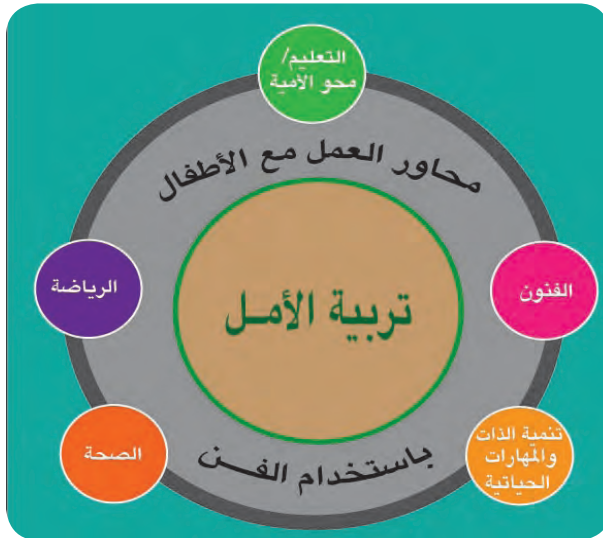 التعليم/
محو الأمية
محاور العمل مع الأطفال
الفنون
الرياضة
تربية الأمل
تنمية الذات
والمهارات
الحياتية
الصحة
باستخدام الفن